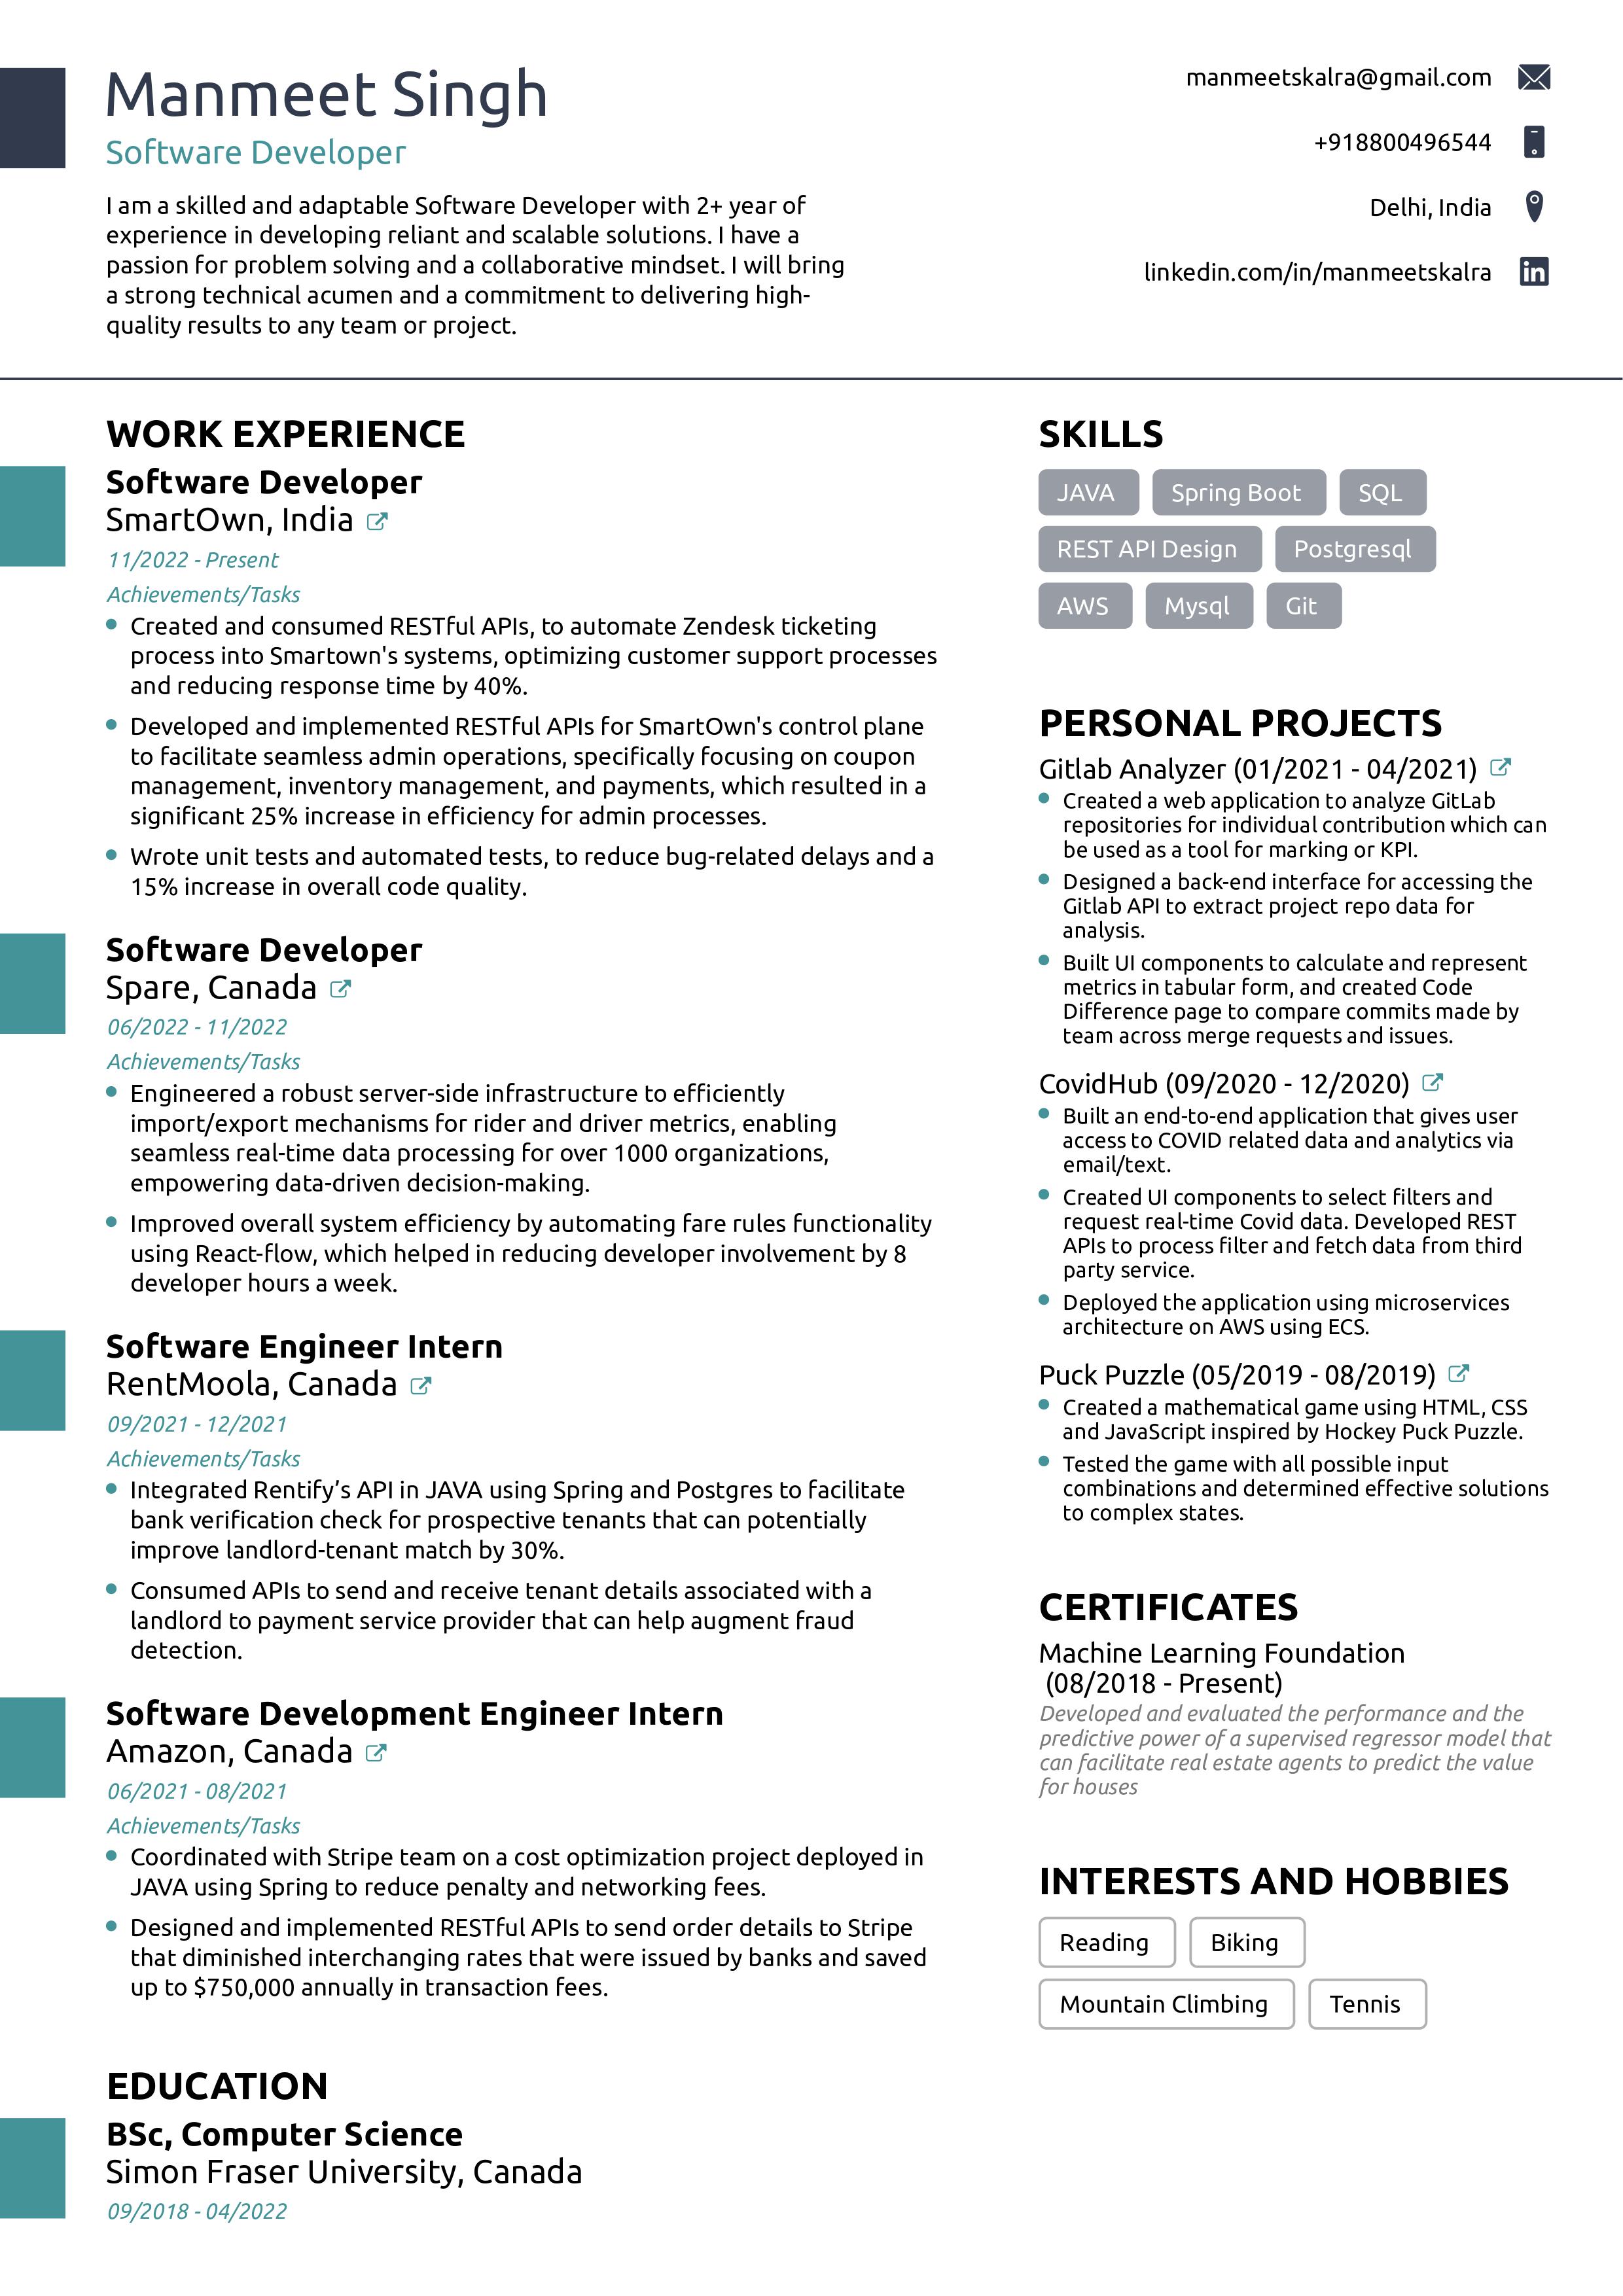 Manmeet Singh
Software Developer
I am a skilled and adaptable Software Developer with 2+ year of
experience in developing reliant and scalable solutions. I have a
passion for problem solving and a collaborative mindset. I will bring
a strong technical acumen and a commitment to delivering high-
quality results to any team or project.
manmeetskalra@gmail.com
+918800496544
Delhi, India
linkedin.com/in/manmeetskalra
WORK EXPERIENCE
Software Developer
SmartOwn, India
11/2022 - Present
Achievements/Tasks
Created and consumed RESTful APIs, to automate Zendesk ticketing
process into Smartown's systems, optimizing customer support processes
and reducing response time by 40%.
Developed and implemented RESTful APIs for SmartOwn's control plane
to facilitate seamless admin operations, specifically focusing on coupon
management, inventory management, and payments, which resulted in a
significant 25% increase in efficiency for admin processes.
Wrote unit tests and automated tests, to reduce bug-related delays and a
15% increase in overall code quality.
Software Developer
Spare, Canada
06/2022 - 11/2022
Achievements/Tasks
Engineered a robust server-side infrastructure to efficiently
import/export mechanisms for rider and driver metrics, enabling
seamless real-time data processing for over 1000 organizations,
empowering data-driven decision-making.
Improved overall system efficiency by automating fare rules functionality
using React-flow, which helped in reducing developer involvement by 8
developer hours a week.
Software Engineer Intern
RentMoola, Canada
09/2021 - 12/2021
Achievements/Tasks
Integrated Rentify’s API in JAVA using Spring and Postgres to facilitate
bank verification check for prospective tenants that can potentially
improve landlord-tenant match by 30%.
Consumed APIs to send and receive tenant details associated with a
landlord to payment service provider that can help augment fraud
detection.
Software Development Engineer Intern
Amazon, Canada
06/2021 - 08/2021
Achievements/Tasks
Coordinated with Stripe team on a cost optimization project deployed in
JAVA using Spring to reduce penalty and networking fees.
Designed and implemented RESTful APIs to send order details to Stripe
that diminished interchanging rates that were issued by banks and saved
up to $750,000 annually in transaction fees.
EDUCATION
BSc, Computer Science
Simon Fraser University, Canada
09/2018 - 04/2022
SKILLS
JAVA Spring Boot SQL
REST API Design Postgresql
AWS Mysql Git
PERSONAL PROJECTS
Gitlab Analyzer (01/2021 - 04/2021)
Created a web application to analyze GitLab
repositories for individual contribution which can
be used as a tool for marking or KPI.
Designed a back-end interface for accessing the
Gitlab API to extract project repo data for
analysis.
Built UI components to calculate and represent
metrics in tabular form, and created Code
Difference page to compare commits made by
team across merge requests and issues.
CovidHub (09/2020 - 12/2020)
Built an end-to-end application that gives user
access to COVID related data and analytics via
email/text.
Created UI components to select filters and
request real-time Covid data. Developed REST
APIs to process filter and fetch data from third
party service.
Deployed the application using microservices
architecture on AWS using ECS.
Puck Puzzle (05/2019 - 08/2019)
Created a mathematical game using HTML, CSS
and JavaScript inspired by Hockey Puck Puzzle.
Tested the game with all possible input
combinations and determined effective solutions
to complex states.
CERTIFICATES
Machine Learning Foundation
(08/2018 - Present)
Developed and evaluated the performance and the
predictive power of a supervised regressor model that
can facilitate real estate agents to predict the value
for houses
INTERESTS AND HOBBIES
Reading Biking
Mountain Climbing Tennis